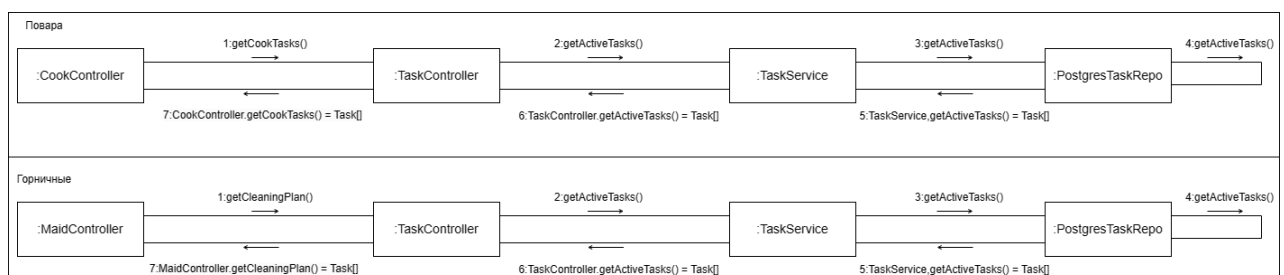 Повара
1:getCookTasks()
2:getActiveTasks()
3:getActiveTasks()
4:getActiveTasks()
:CookController
:TaskController
:TaskService
:PostgresTaskRepo
7:CookController.getCookTasks() = Task[]
6:TaskController.getActiveTasks() = Task[]
5:TaskService,getActiveTasks() = Task[]
Горничные
1:getCleaningPlan()
2:getActiveTasks()
3:getActiveTasks()
4:getActiveTasks()
:MaidController
:TaskController
:TaskService
:PostgresTaskRepo
7:MaidController.getCleaningPlan() = Task[]
6:TaskController.getActiveTasks() = Task[]
5:TaskService,getActiveTasks() = Task[]